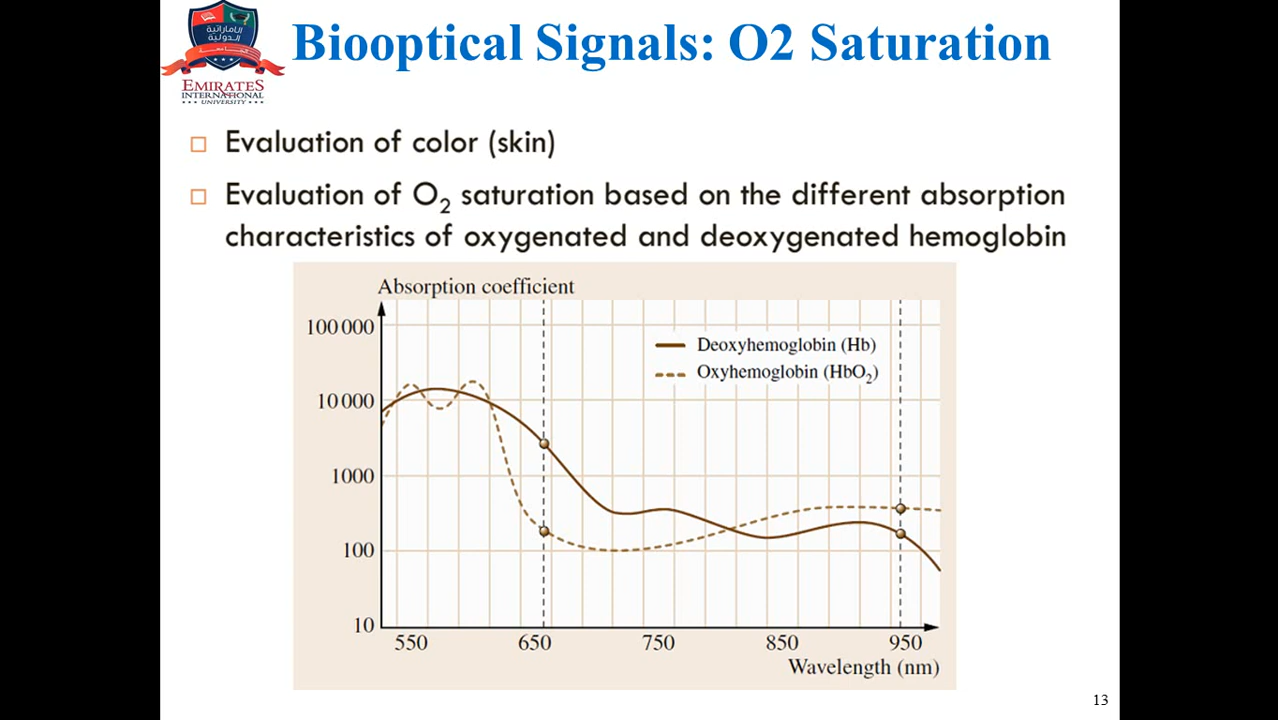 الإماراتية
الدولية
EMIRATES
INTERNATIONAL
UNIVERSITY
Biooptical Signals: O2 Saturation
Evaluation of color (skin)
Evaluation of O₂ saturation based on the different absorption
characteristics of oxygenated and deoxygenated hemoglobin
Absorption coefficient
100 000
Deoxyhemoglobin (Hb)
Oxyhemoglobin (HbO₂)
10 000
1000
100
10
550 650 750 850 950
Wavelength (nm)
13